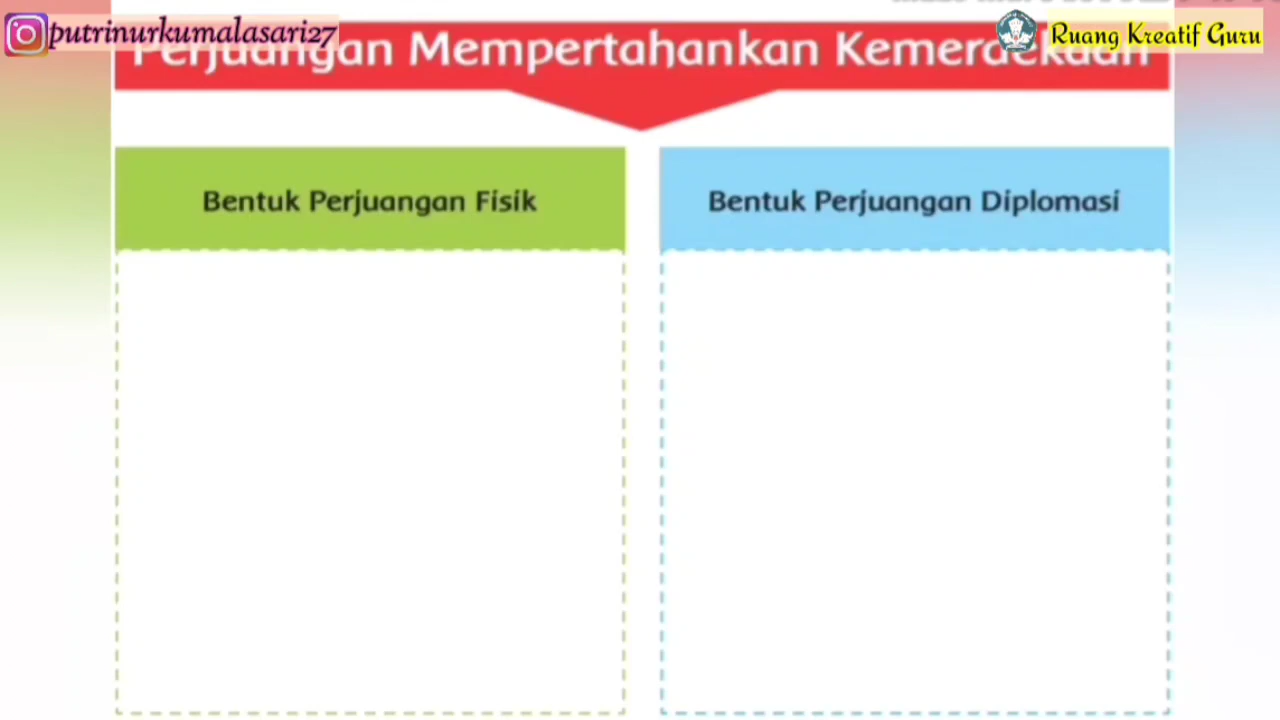 putrinurkumalasari27
Ruang Kreatif Guru
Perjuangan Mempertahankan Kemerdekaan
Bentuk Perjuangan Fisik
Bentuk Perjuangan Diplomasi